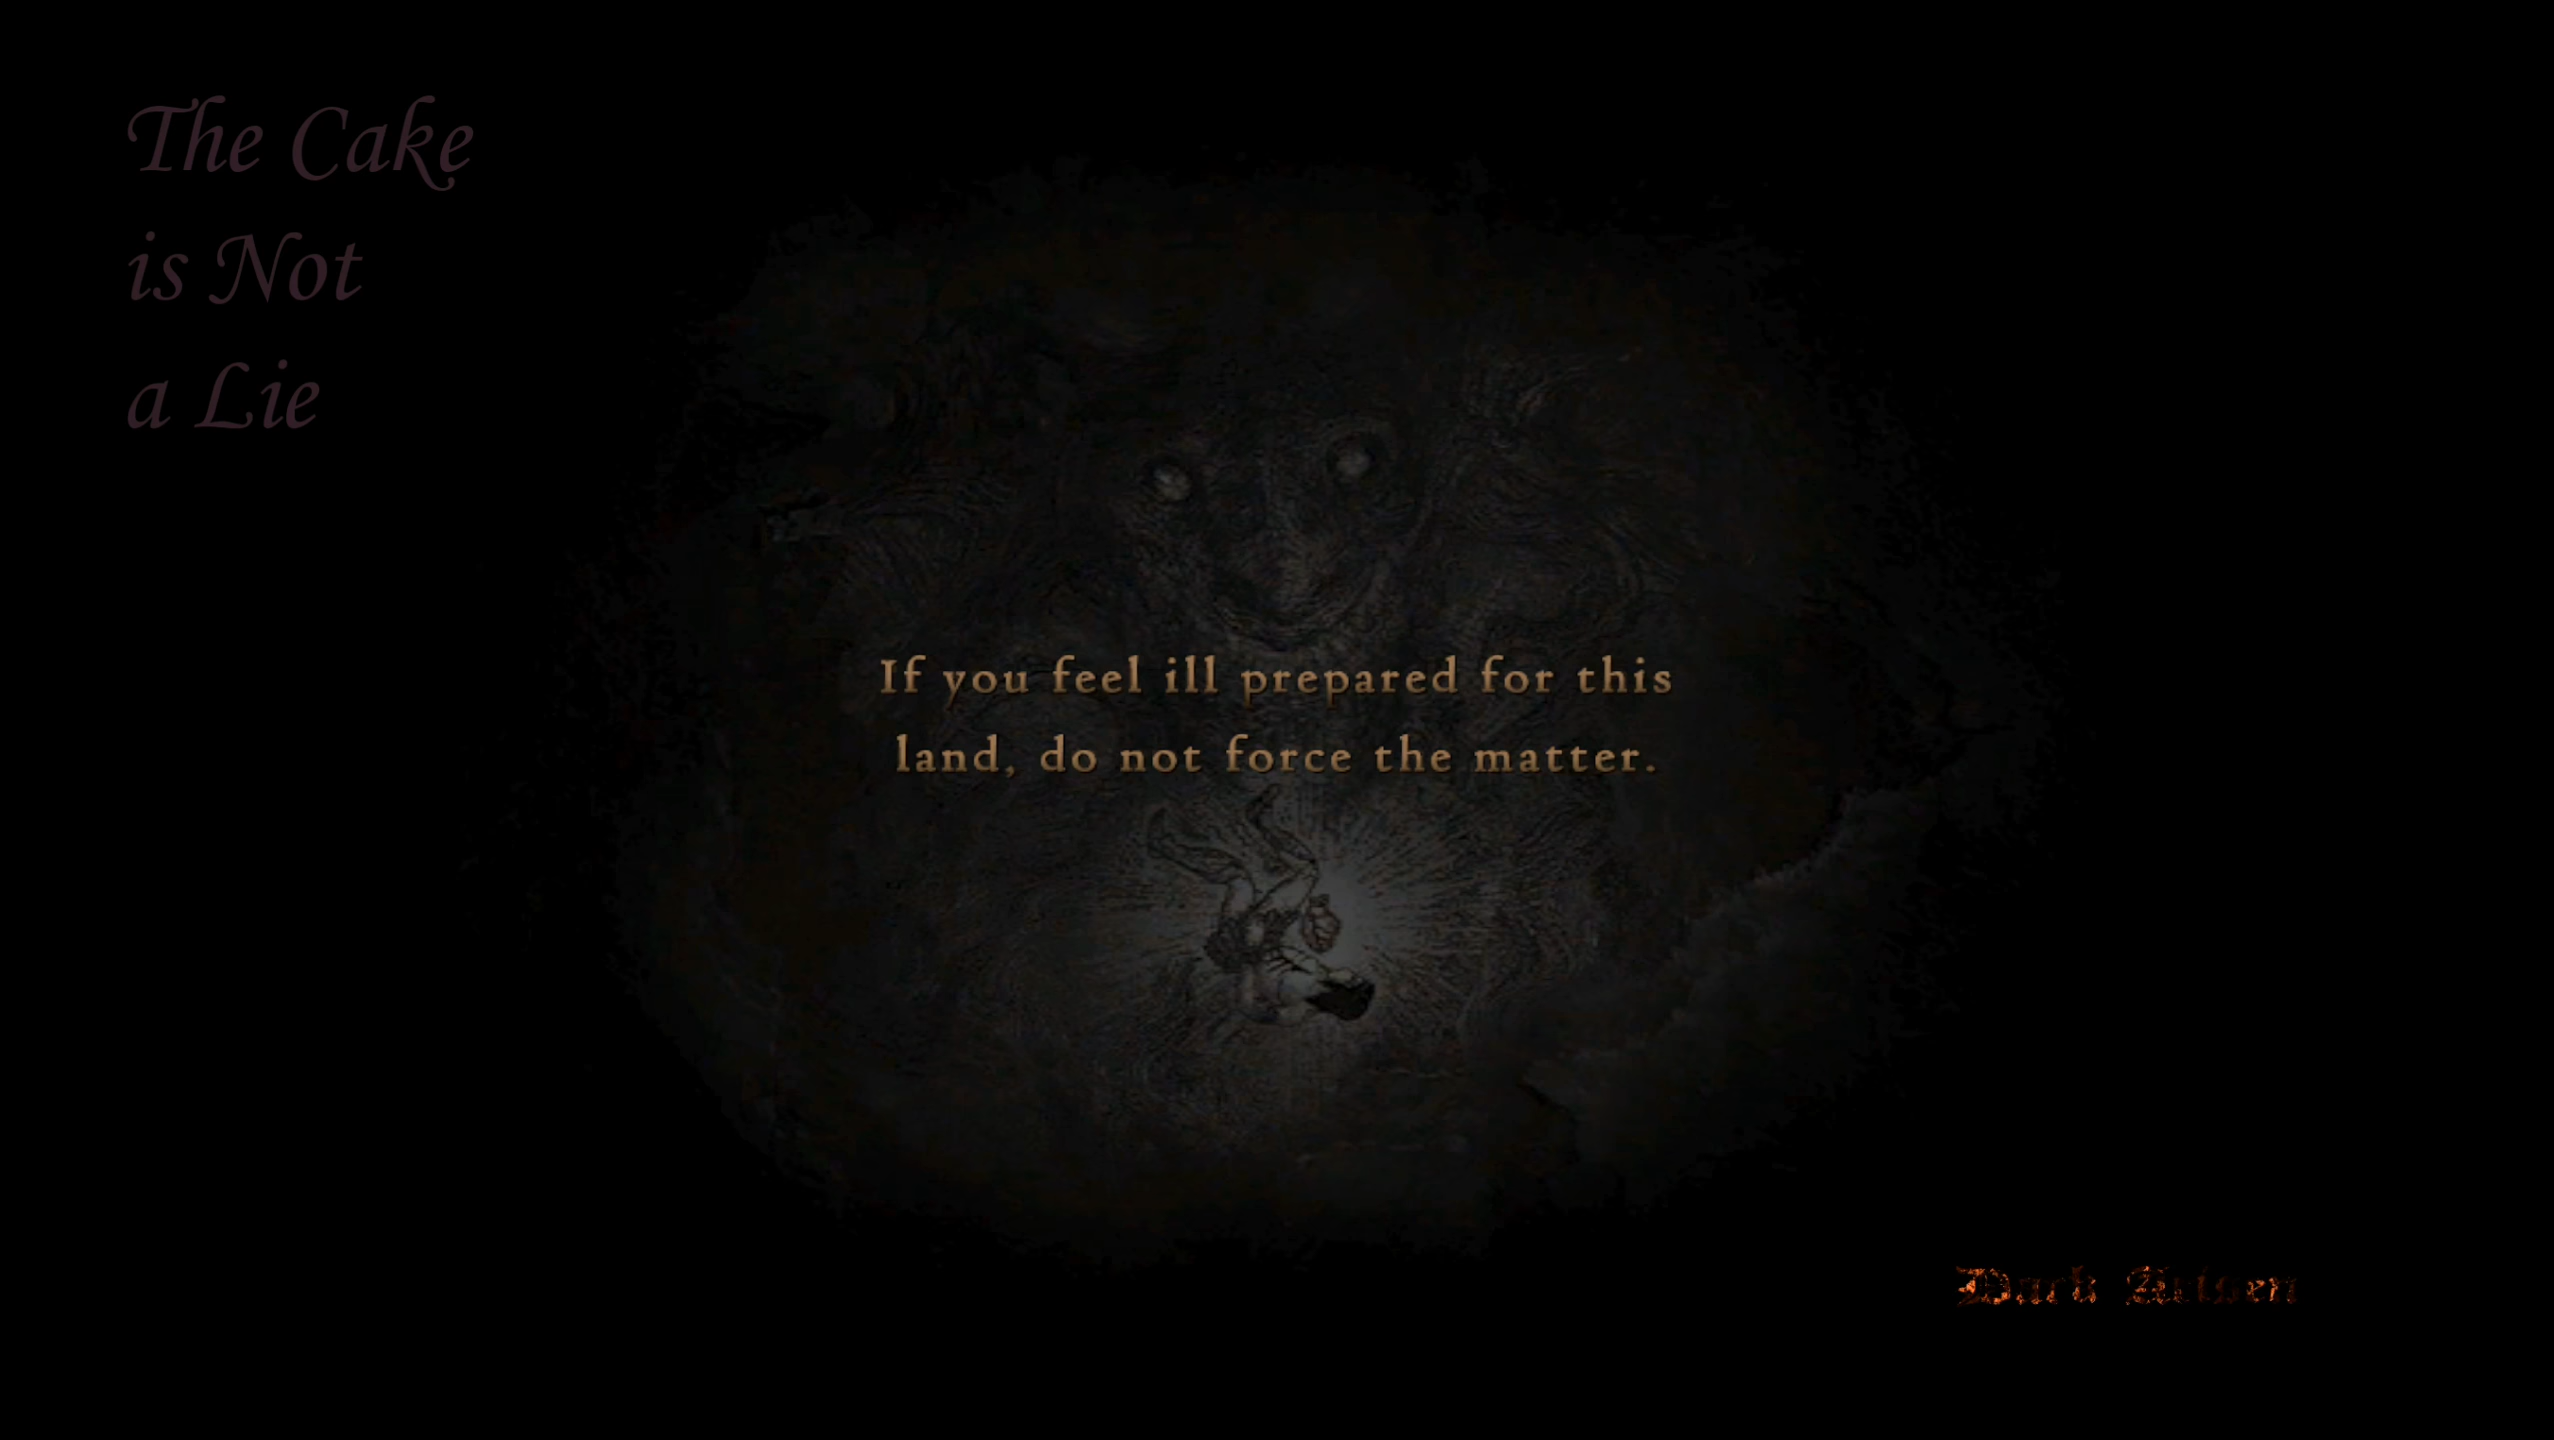 The Cake
is Not
a Lie
If you feel ill prepared for this
land, do not force the matter.
Dark Arisen